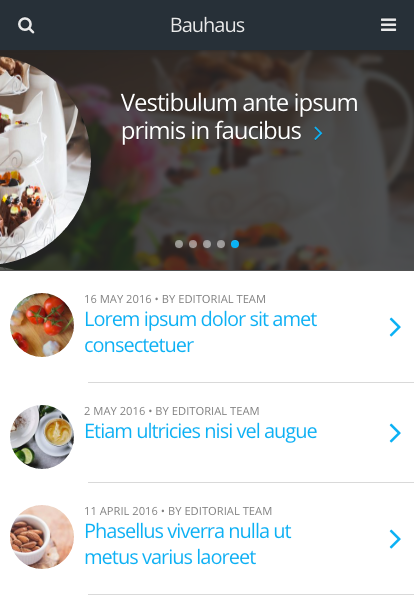 Bauhaus
Vestibulum ante ipsum
primis in faucibus
16 MAY 2016 • BY EDITORIAL TEAM
Lorem ipsum dolor sit amet
consectetuer
2 MAY 2016 • BY EDITORIAL TEAM
Etiam ultricies nisi vel augue
11 APRIL 2016 • BY EDITORIAL TEAM
Phasellus viverra nulla ut
metus varius laoreet